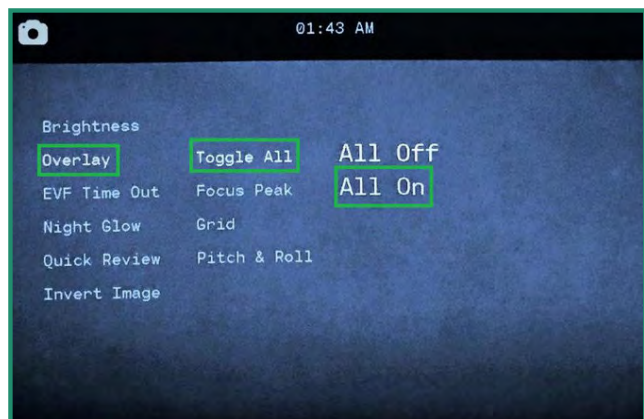 01:43 AM
Brightness
Overlay Toggle All All Off
EVF Time Out Focus Peak All On
Night Glow Grid
Quick Review Pitch & Roll
Invert Image